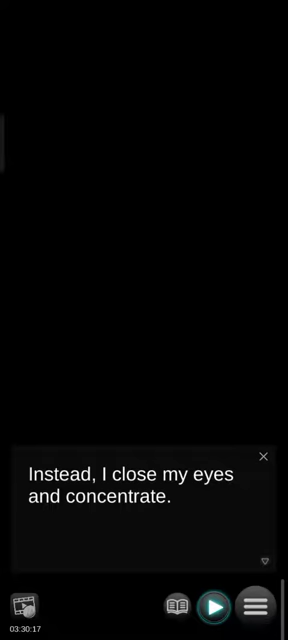 Instead, I close my eyes
and concentrate.
03:30:17